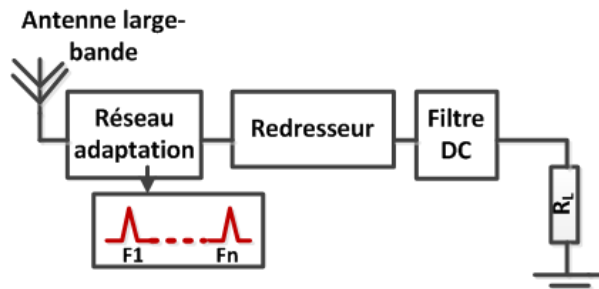 Antenne large-
bande
Réseau
adaptation
Redresseur
Filtre
DC
RL
F1
Fn